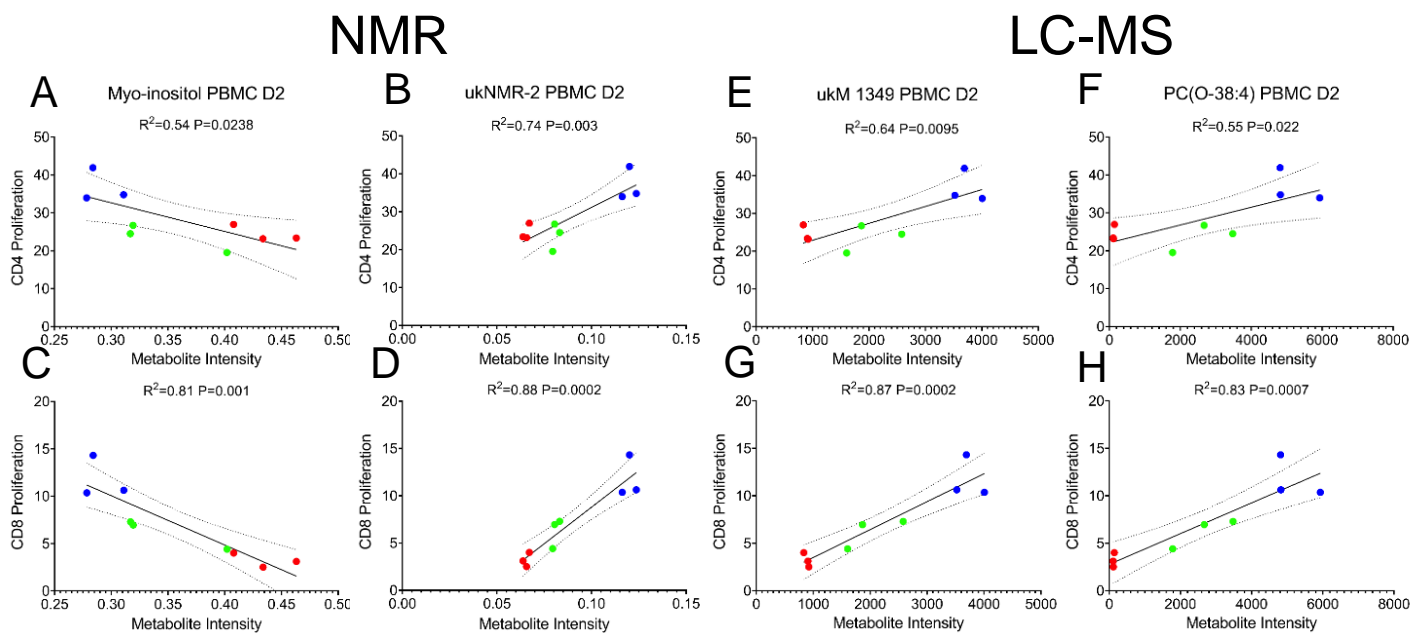 NMR
LC-MS
A
Myo-inositol PBMC D2
R²=0.54 P=0.0238
CD4 Proliferation
50
40
30
20
10
0
0.25
0.30
0.35
0.40
0.45
0.50
Metabolite Intensity
B
ukNMR-2 PBMC D2
R²=0.74 P=0.003
CD4 Proliferation
50
40
30
20
10
0
0.00
0.05
0.10
0.15
Metabolite Intensity
E
ukM 1349 PBMC D2
R²=0.64 P=0.0095
CD4 Proliferation
50
40
30
20
10
0
0
1000
2000
3000
4000
5000
Metabolite Intensity
F
PC(O-38:4) PBMC D2
R²=0.55 P=0.022
CD4 Proliferation
50
40
30
20
10
0
0
2000
4000
6000
8000
Metabolite Intensity
C
R²=0.81 P=0.001
CD8 Proliferation
20
15
10
5
0
0.25
0.30
0.35
0.40
0.45
0.50
Metabolite Intensity
D
R²=0.88 P=0.0002
CD8 Proliferation
20
15
10
5
0
0.00
0.05
0.10
0.15
Metabolite Intensity
G
R²=0.87 P=0.0002
CD8 Proliferation
20
15
10
5
0
0
1000
2000
3000
4000
5000
Metabolite Intensity
H
R²=0.83 P=0.0007
CD8 Proliferation
20
15
10
5
0
0
2000
4000
6000
8000
Metabolite Intensity